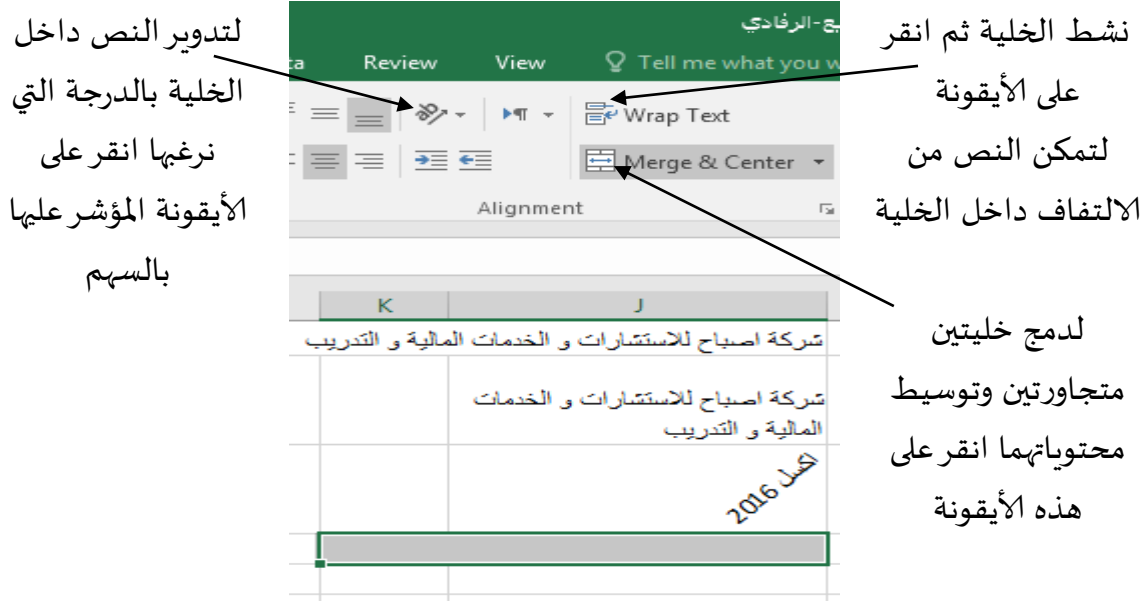 نشط الخلية ثم انقر
على الأيقونة
لتمكن النص من
الالتفاف داخل الخلية
لدمج خليتين
متجاورتين وتوسيط
محتوياتهما انقر على
هذه الأيقونة
لتدوير النص داخل
الخلية بالدرجة التي
نرغبها انقر على
الأيقونة المؤشر عليها
بالسهم
ع-الرفادي
ta Review View Tell me what you w
Wrap Text
Merge & Center
Alignment
K J
شركة اصباح للاستشارات و الخدمات المالية و التدريب
شركة اصباح للاستشارات و الخدمات
المالية و التدريب
اكسل 2016